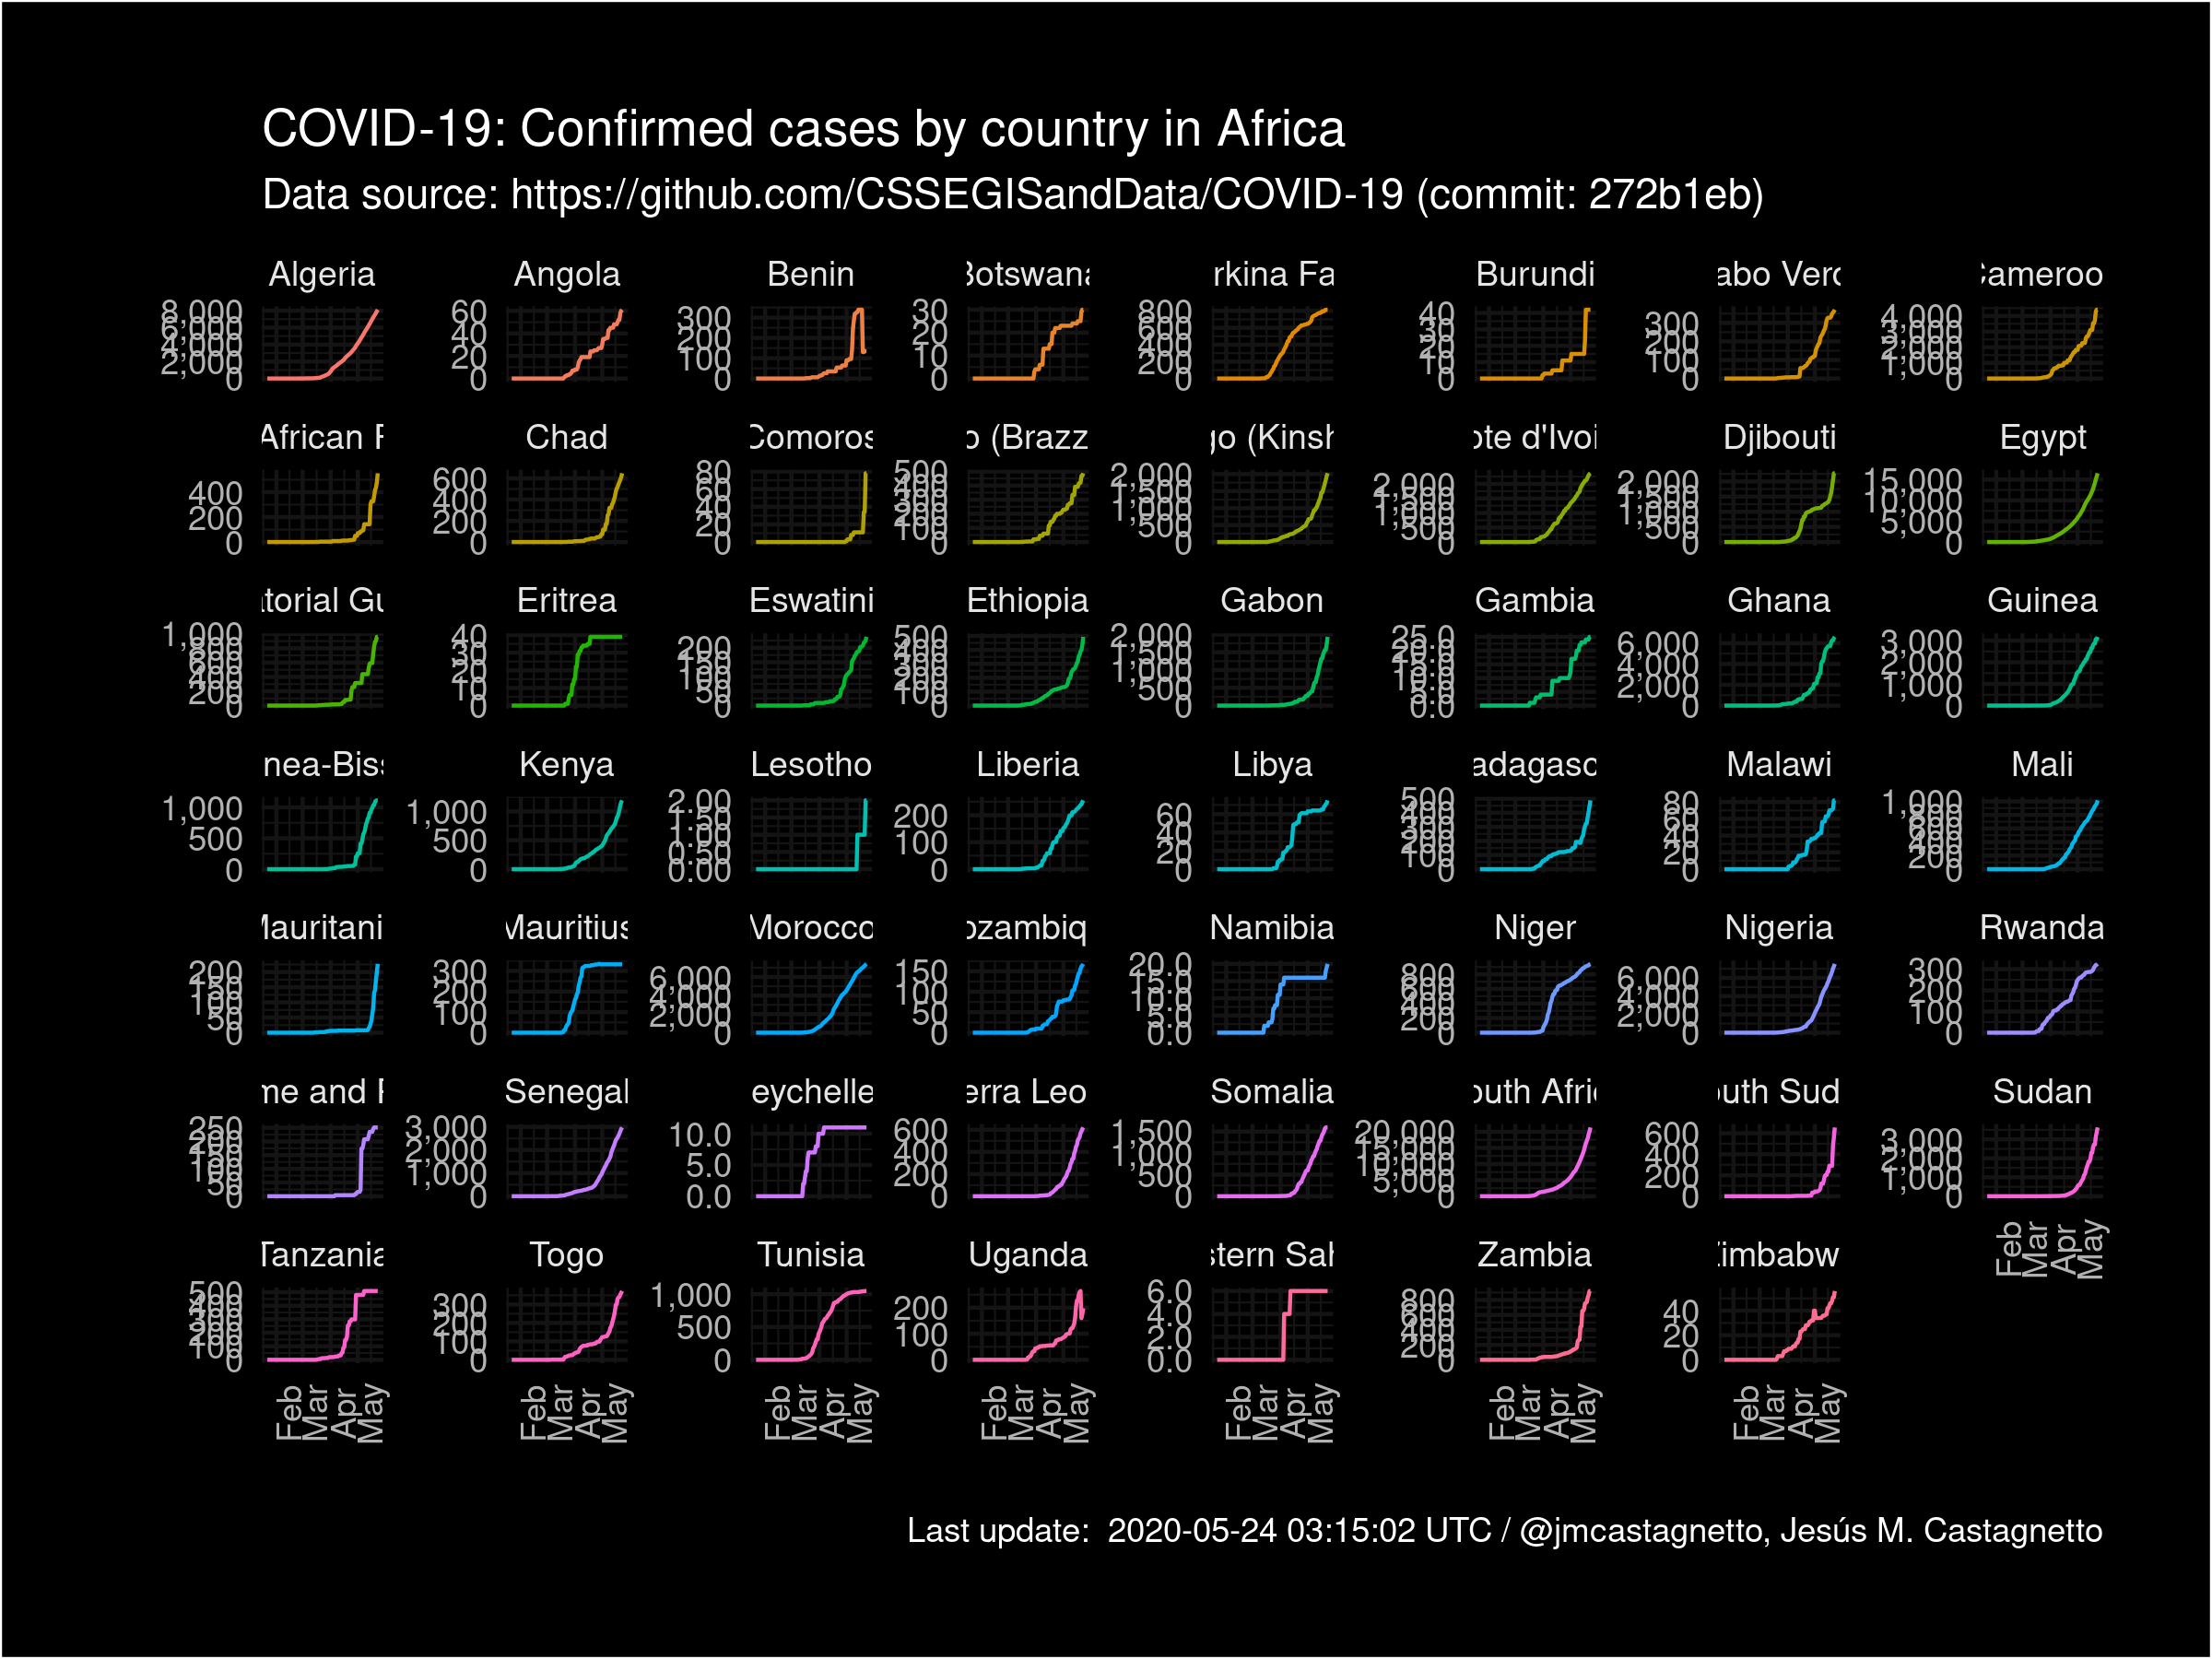 COVID-19: Confirmed cases by country in Africa
Data source: https://github.com/CSSEGISandData/COVID-19 (commit: 272b1eb)
Algeria Angola Benin Botswana rkina Fa Burundi abo Verd Cameroo
8,000 6,000 4,000 2,000 0
60 40 20 0
300 200 100 0
30 20 10 0
800 600 400 200 0
40 30 20 10 0
300 200 100 0
4,000 3,000 2,000 1,000 0
African R Chad Comoros o (Brazz go (Kinsh ote d'Ivoi Djibouti Egypt
400 200 0
600 400 200 0
80 60 40 20 0
500 400 300 200 100 0
2,000 1,500 1,000 500 0
2,000 1,500 1,000 500 0
2,000 1,500 1,000 500 0
15,000 10,000 5,000 0
atorial Gu Eritrea Eswatini Ethiopia Gabon Gambia Ghana Guinea
1,000 800 600 400 200 0
40 30 20 10 0
200 150 100 50 0
500 400 300 200 100 0
2,000 1,500 1,000 500 0
25.0 20.0 15.0 10.0 5.0 0.0
6,000 4,000 2,000 0
3,000 2,000 1,000 0
nea-Biss Kenya Lesotho Liberia Libya adagasc Malawi Mali
1,000 500 0
1,000 500 0
2.00 1.50 1.00 0.50 0.00
200 100 0
60 40 20 0
500 400 300 200 100 0
80 60 40 20 0
1,000 800 600 400 200 0
Mauritani Mauritius Morocco ozambiq Namibia Niger Nigeria Rwanda
200 150 100 50 0
300 200 100 0
6,000 4,000 2,000 0
150 100 50 0
20.0 15.0 10.0 5.0 0.0
800 600 400 200 0
6,000 4,000 2,000 0
300 200 100 0
me and P Senegal eychelle erra Leo Somalia outh Afric outh Sud Sudan
250 200 150 100 50 0
3,000 2,000 1,000 0
10.0 5.0 0.0
600 400 200 0
1,500 1,000 500 0
20,000 15,000 10,000 5,000 0
600 400 200 0
3,000 2,000 1,000 0
Feb Mar Apr May
Tanzania Togo Tunisia Uganda stern Sah Zambia Zimbabw
500 400 300 200 100 0
300 200 100 0
1,000 500 0
200 100 0
6.0 4.0 2.0 0.0
800 600 400 200 0
40 20 0
Feb Mar Apr May
Feb Mar Apr May
Feb Mar Apr May
Feb Mar Apr May
Feb Mar Apr May
Feb Mar Apr May
Feb Mar Apr May
Last update: 2020-05-24 03:15:02 UTC / @jmcastagnetto, Jesús M. Castagnetto